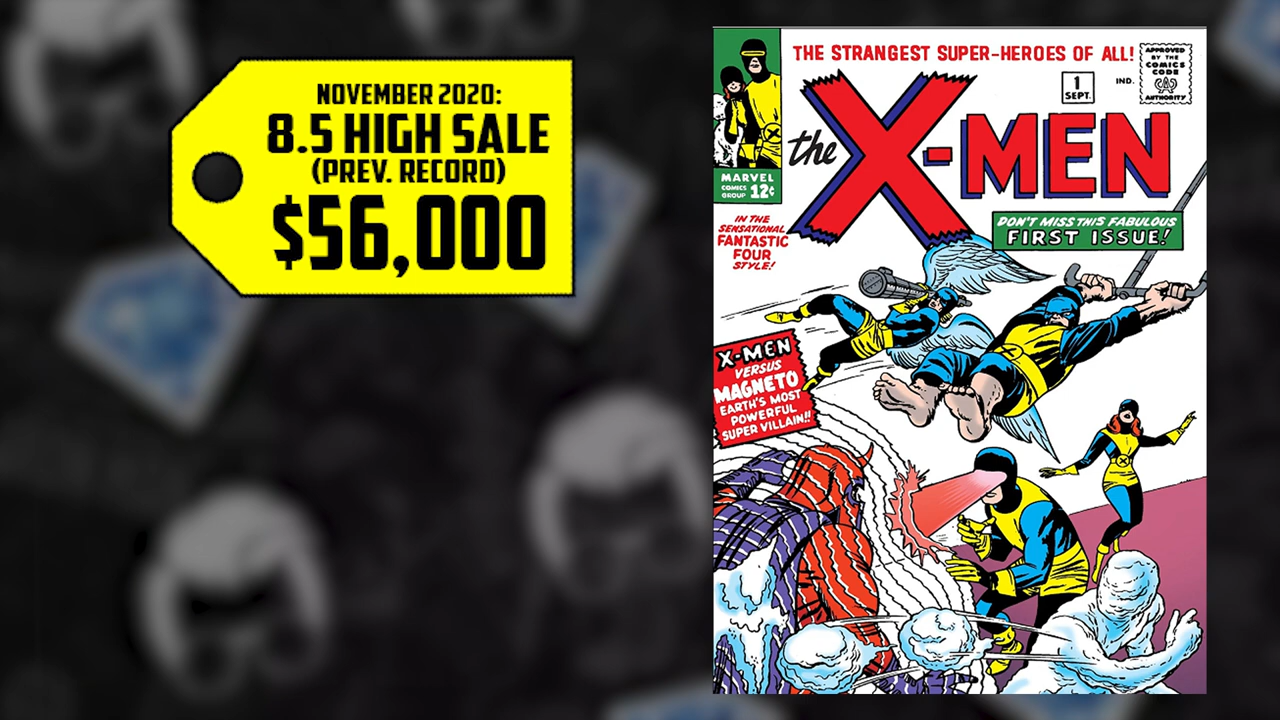 NOVEMBER 2020:
8.5 HIGH SALE
(PREV. RECORD)
$56,000
THE STRANGEST SUPER-HEROES OF ALL!
APPROVED
BY THE
COMICS
CODE
AUTHORITY
1
SEPT.
IND.
the X-MEN
MARVEL
COMICS
GROUP 12¢
DON'T MISS THIS FABULOUS
FIRST ISSUE!
IN THE
SENSATIONAL
FANTASTIC
FOUR
STYLE!
X-MEN
VERSUS
MAGNETO
EARTH'S MOST
POWERFUL
SUPER VILLAIN!!